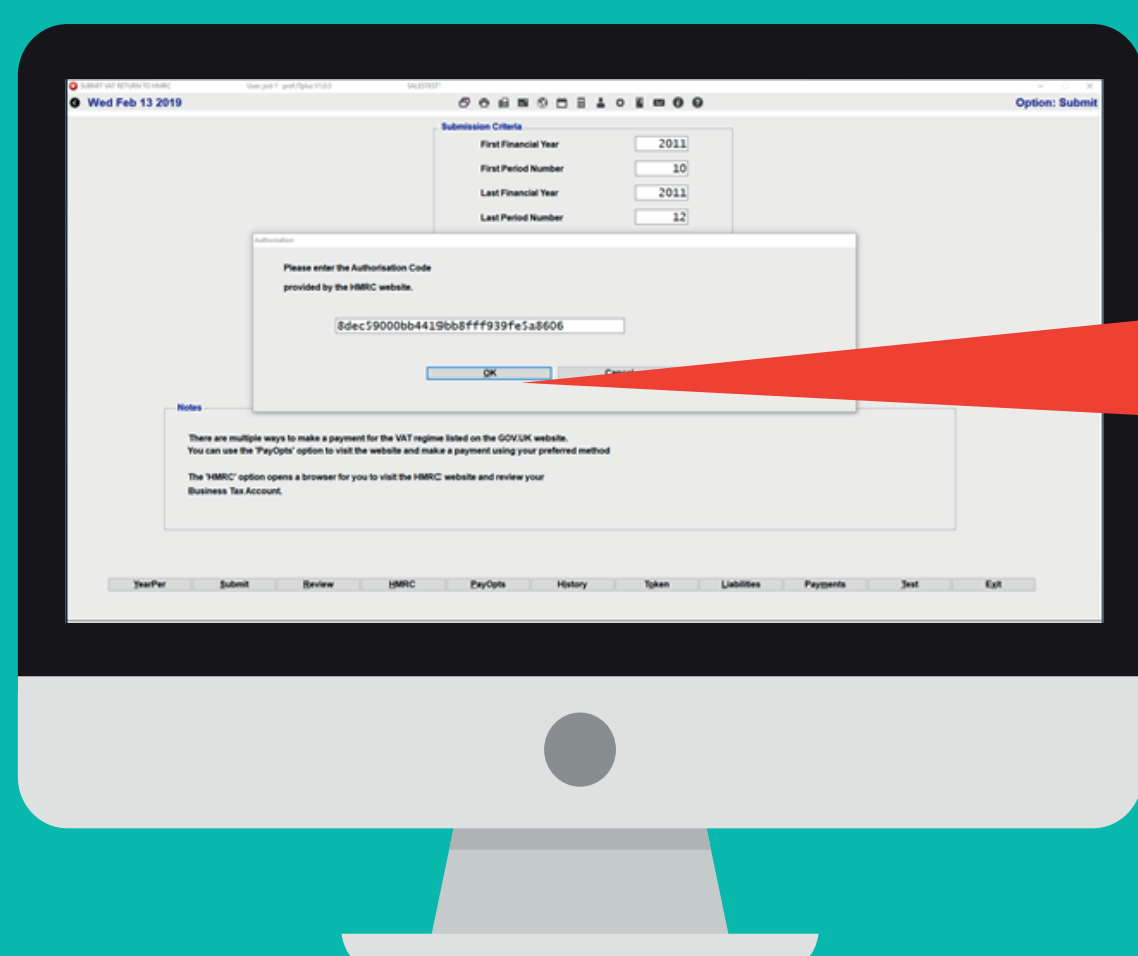 SUBMIT VAT RETURN TO HMRC
Wed Feb 13 2019
Option: Submit
Submission Criteria
First Financial Year 2011
First Period Number 10
Last Financial Year 2011
Last Period Number 12
Authorisation
Please enter the Authorisation Code
provided by the HMRC website.
8dec59000bb4419bb8fff939fe5a8606
OK
Notes
There are multiple ways to make a payment for the VAT regime listed on the GOV.UK website.
You can use the 'PayOpts' option to visit the website and make a payment using your preferred method
The 'HMRC' option opens a browser for you to visit the HMRC website and review your
Business Tax Account.
YearPer Submit Review HMRC PayOpts History Token Liabilities Payments Test Exit